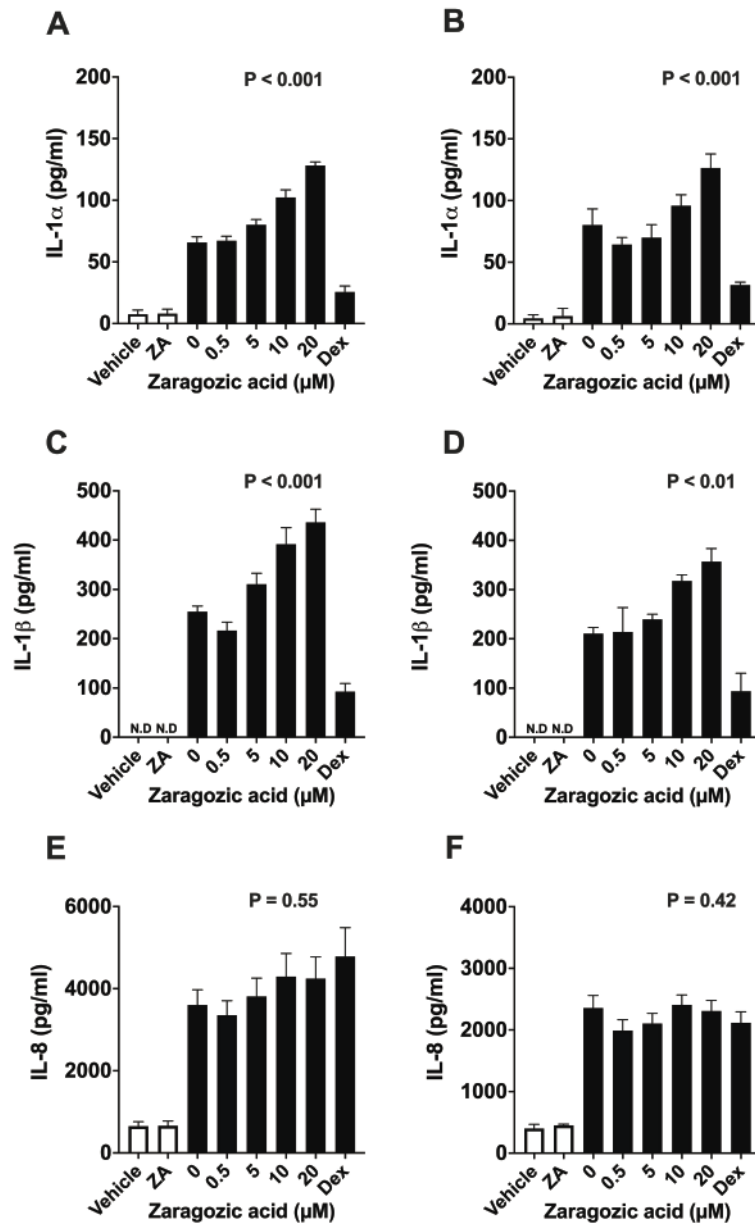 A
P < 0.001
IL-1α (pg/ml)
200
150
100
50
0
Vehicle
ZA
0
0.5
5
10
20
Dex
Zaragozic acid (µM)
B
P < 0.001
IL-1α (pg/ml)
200
150
100
50
0
Vehicle
ZA
0
0.5
5
10
20
Dex
Zaragozic acid (µM)
C
P < 0.001
IL-1β (pg/ml)
500
400
300
200
100
0
N.D N.D
Vehicle
ZA
0
0.5
5
10
20
Dex
Zaragozic acid (µM)
D
P < 0.01
IL-1β (pg/ml)
500
400
300
200
100
0
N.D N.D
Vehicle
ZA
0
0.5
5
10
20
Dex
Zaragozic acid (µM)
E
P = 0.55
IL-8 (pg/ml)
6000
4000
2000
0
Vehicle
ZA
0
0.5
5
10
20
Dex
Zaragozic acid (µM)
F
P = 0.42
IL-8 (pg/ml)
4000
3000
2000
1000
0
Vehicle
ZA
0
0.5
5
10
20
Dex
Zaragozic acid (µM)